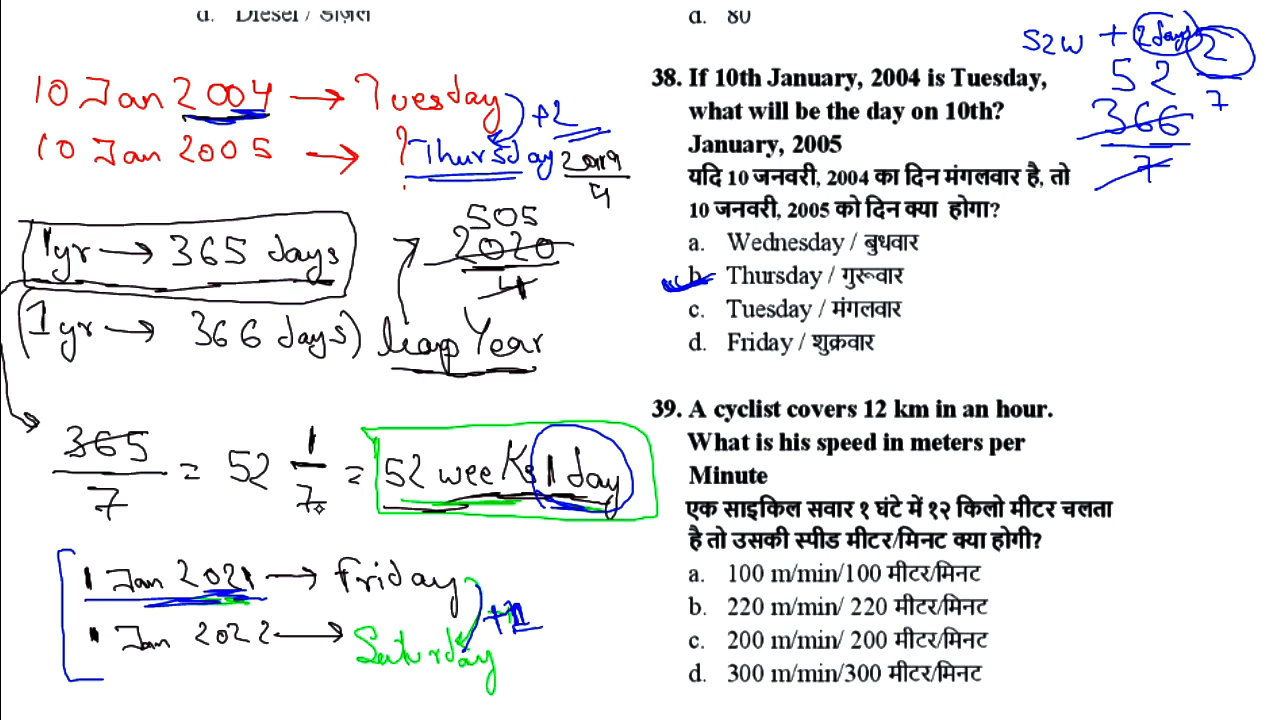 d. Diesel / डीज़ल
10 Jan 2004 → Tuesday
+2
10 Jan 2005 → ? Thursday
2019
4
1yr → 365 days
505
2020
4
(1yr → 366 days) leap Year
365
7
= 52 1/7 = 52 weeks 1 day
1 Jan 2021 → Friday
+1
1 Jan 2022 → Saturday
d. 80
52W + 2 days
2
7
52
366
7
38. If 10th January, 2004 is Tuesday,
what will be the day on 10th?
January, 2005
यदि 10 जनवरी, 2004 का दिन मंगलवार है, तो
10 जनवरी, 2005 को दिन क्या होगा?
a. Wednesday / बुधवार
b. Thursday / गुरूवार
c. Tuesday / मंगलवार
d. Friday / शुक्रवार
39. A cyclist covers 12 km in an hour.
What is his speed in meters per
Minute
एक साइकिल सवार १ घंटे में १२ किलो मीटर चलता
है तो उसकी स्पीड मीटर/मिनट क्या होगी?
a. 100 m/min/100 मीटर/मिनट
b. 220 m/min/ 220 मीटर/मिनट
c. 200 m/min/ 200 मीटर/मिनट
d. 300 m/min/300 मीटर/मिनट